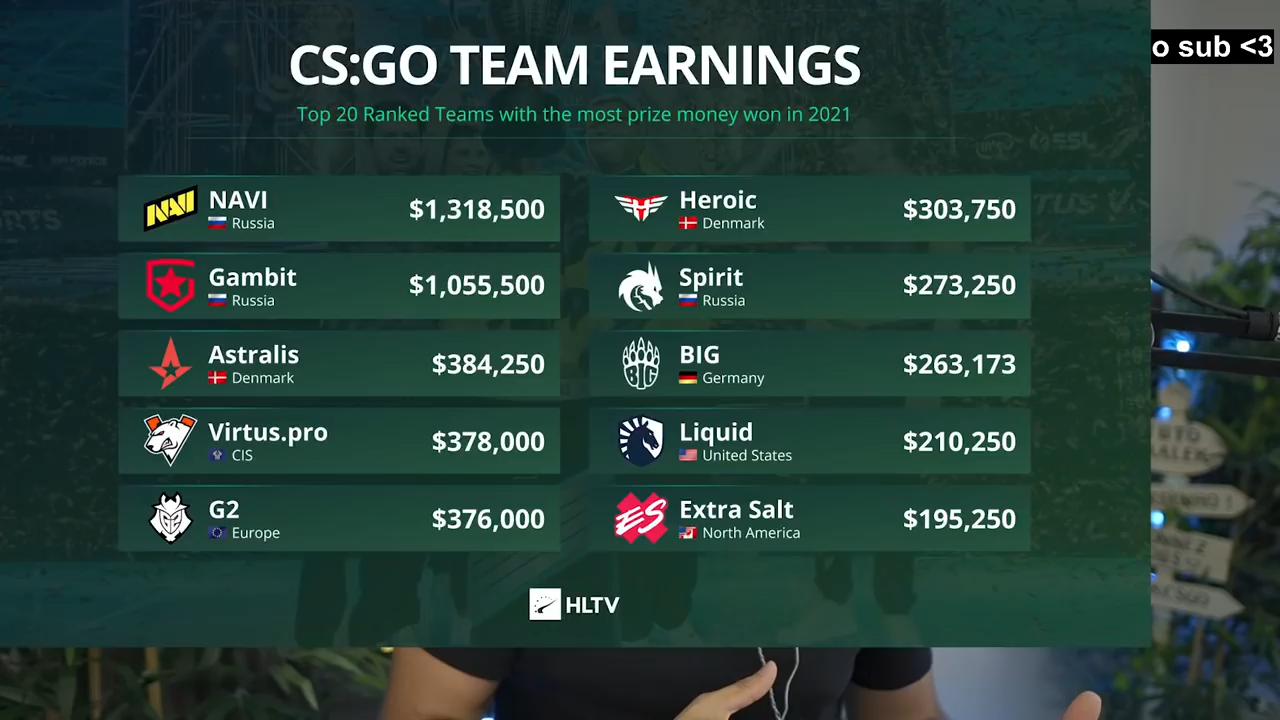 CS:GO TEAM EARNINGS
o sub <3
Top 20 Ranked Teams with the most prize money won in 2021
NAVI
Russia
$1,318,500
Gambit
Russia
$1,055,500
Astralis
Denmark
$384,250
Virtus.pro
CIS
$378,000
G2
Europe
$376,000
Heroic
Denmark
$303,750
Spirit
Russia
$273,250
BIG
Germany
$263,173
Liquid
United States
$210,250
Extra Salt
North America
$195,250
HLTV